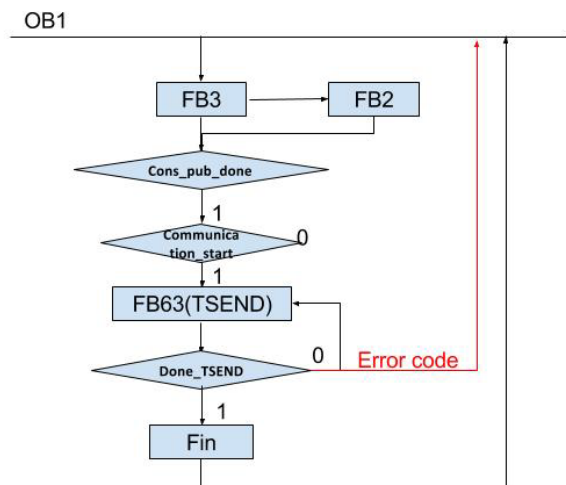 OB1
FB3
FB2
Cons_pub_done
1
Communica
tion_start
0
1
FB63(TSEND)
Done_TSEND
0
Error code
1
Fin